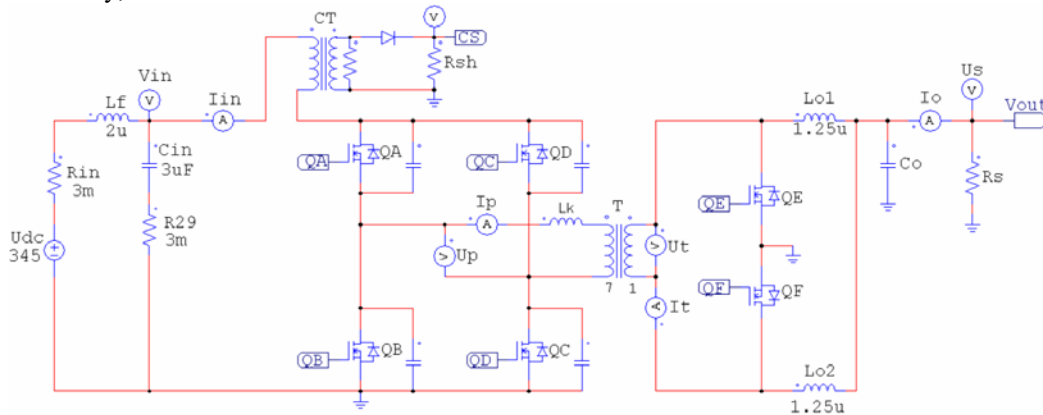 CT
V
CS
Rsh
Vin
V
Lf
2u
Iin
A
Cin
3uF
Rin
3m
R29
3m
Udc
345
QA
QA
QC
QD
Ip
A
Lk
T
V
Up
7
1
V
Ut
A
It
QB
QB
QD
QC
QE
QE
QF
QF
Lo1
1.25u
Io
A
Us
V
Vout
Co
Rs
Lo2
1.25u